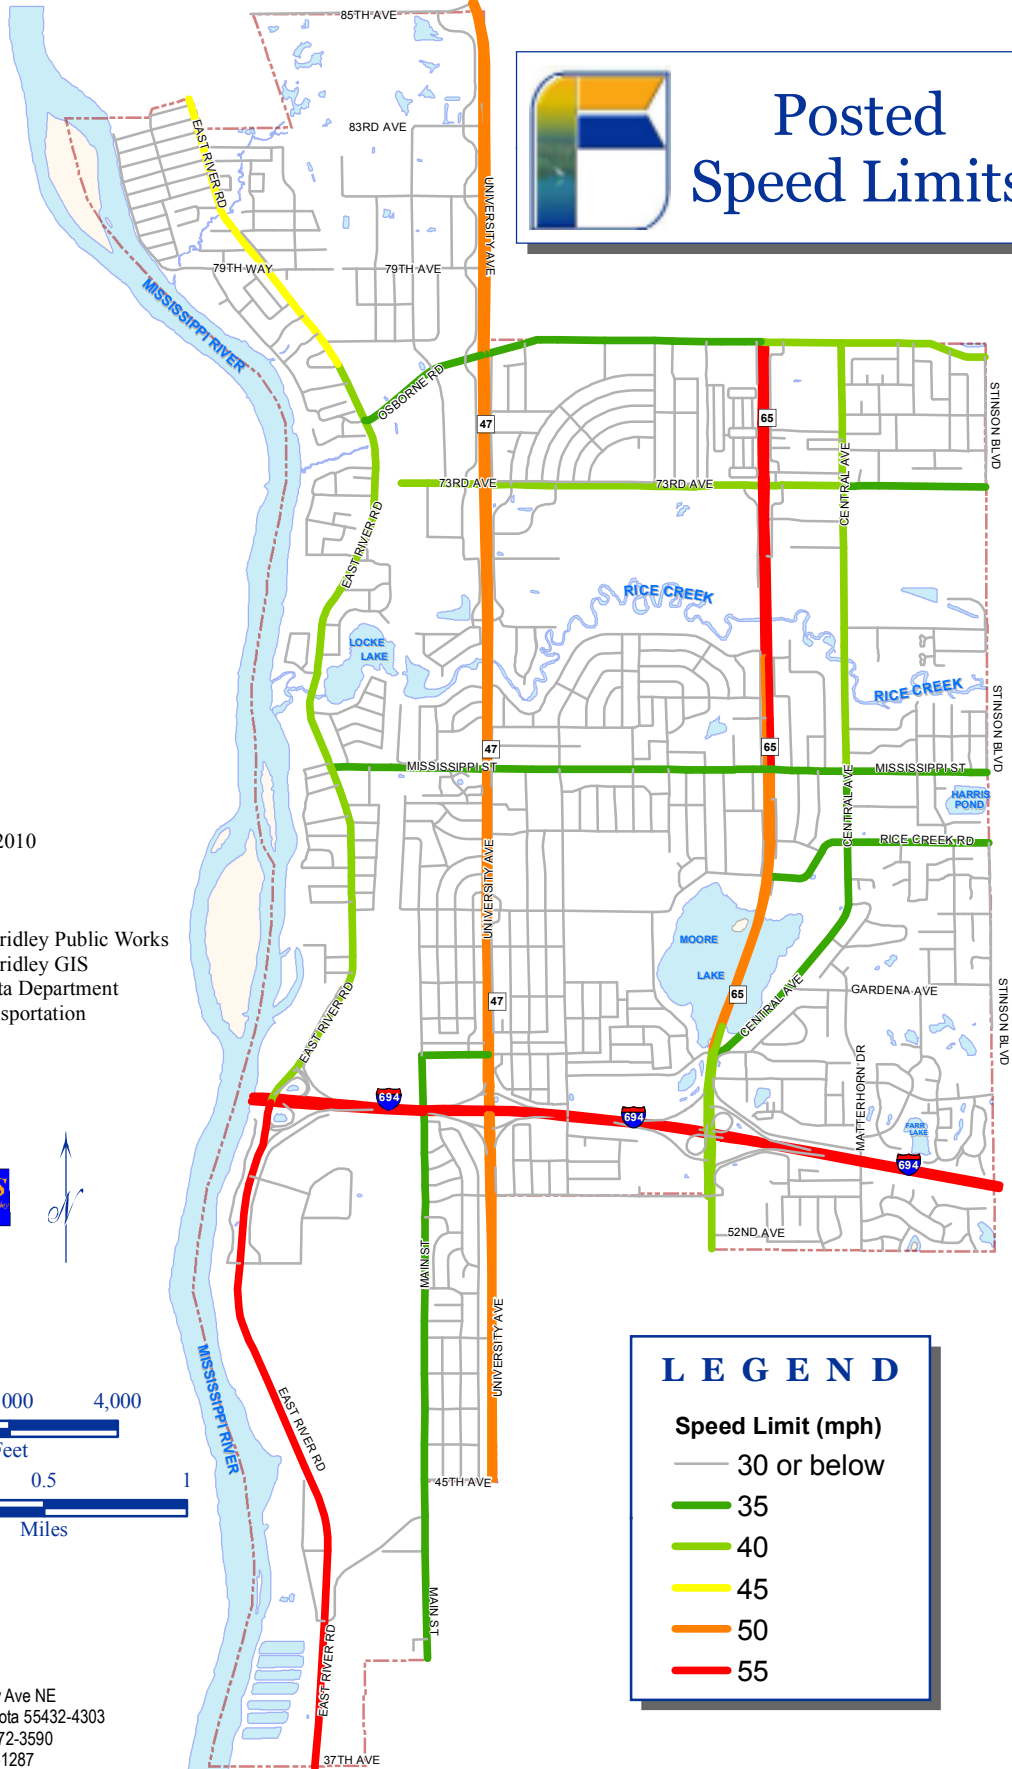 85TH AVE
Posted
Speed Limits
83RD AVE
EAST RIVER RD
UNIVERSITY AVE
79TH WAY
79TH AVE
MISSISSIPPI RIVER
OSBORNE RD
47
65
STINSON BLVD
CENTRAL AVE
73RD AVE
73RD AVE
EAST RIVER RD
RICE CREEK
LOCKE
LAKE
RICE CREEK
STINSON BLVD
47
65
MISSISSIPPI ST
MISSISSIPPI ST
CENTRAL AVE
HARRIS
POND
2010
RICE CREEK RD
UNIVERSITY AVE
ridley Public Works
ridley GIS
ta Department
sportation
MOORE
LAKE
65
47
CENTRAL AVE
GARDENA AVE
STINSON BLVD
EAST RIVER RD
MATTERHORN DR
694
694
FARR
LAKE
694
S
N
52ND AVE
MAIN ST
UNIVERSITY AVE
MISSISSIPPI RIVER
EAST RIVER RD
LEGEND
Speed Limit (mph)
30 or below
35
40
45
50
55
000 4,000
Feet
0.5 1
Miles
45TH AVE
MAIN ST
EAST RIVER RD
y Ave NE
ota 55432-4303
72-3590
1287
37TH AVE